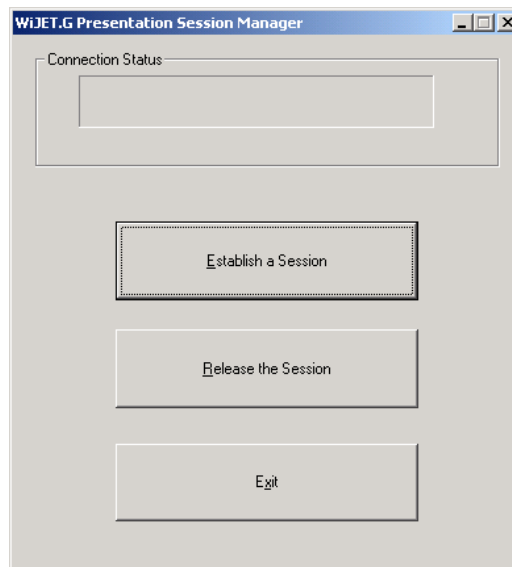 WiJET.G Presentation Session Manager
Connection Status
Establish a Session
Release the Session
Exit